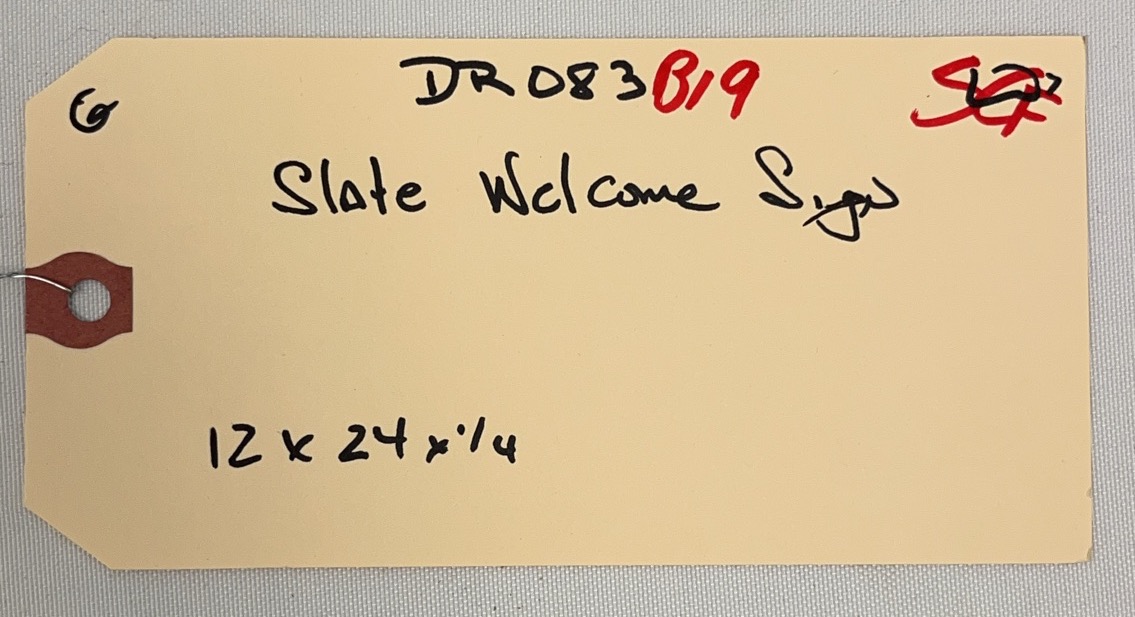 G
DR083B19
Slate Welcome Sign
12 x 24 x 1/4